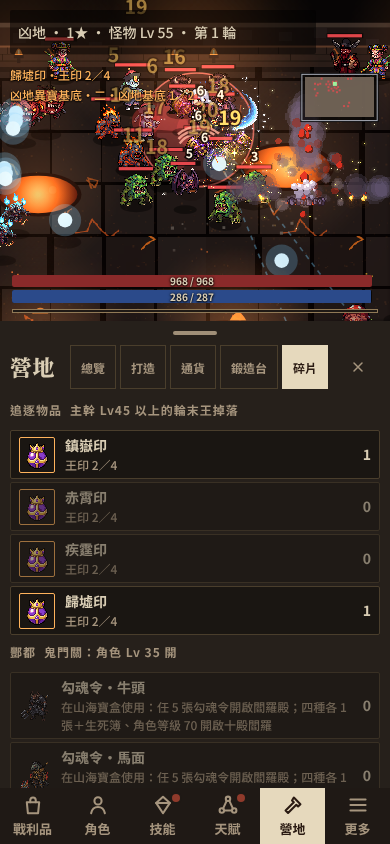 凶地 · 1★ · 怪物 Lv 55 · 第 1 輪
歸墟印 · 王印 2／4
968 / 968
286 / 287
營地
總覽
打造
通貨
鍛造台
碎片
×
追逐物品 主幹 Lv45 以上的輪末王掉落
鎮嶽印
王印 2／4
1
赤霄印
王印 2／4
0
疾霆印
王印 2／4
0
歸墟印
王印 2／4
1
酆都 鬼門關：角色 Lv 35 開
勾魂令・牛頭
在山海寶盒使用：任 5 張勾魂令開啟閻羅殿；四種各 1
張＋生死簿、角色等級 70 開啟十殿閻羅
0
勾魂令・馬面
在山海寶盒使用：任 5 張勾魂令開啟閻羅殿；四種各 1
0
戰利品
角色
技能
天賦
營地
更多